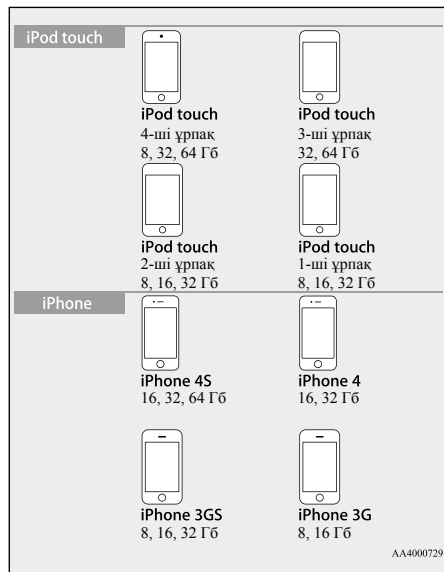 iPod touch
iPod touch
4-ші ұрпақ
8, 32, 64 Гб
iPod touch
3-ші ұрпақ
32, 64 Гб
iPod touch
2-ші ұрпақ
8, 16, 32 Гб
iPod touch
1-ші ұрпақ
8, 16, 32 Гб
iPhone
iPhone 4S
16, 32, 64 Гб
iPhone 4
16, 32 Гб
iPhone 3GS
8, 16, 32 Гб
iPhone 3G
8, 16 Гб
AA4000729